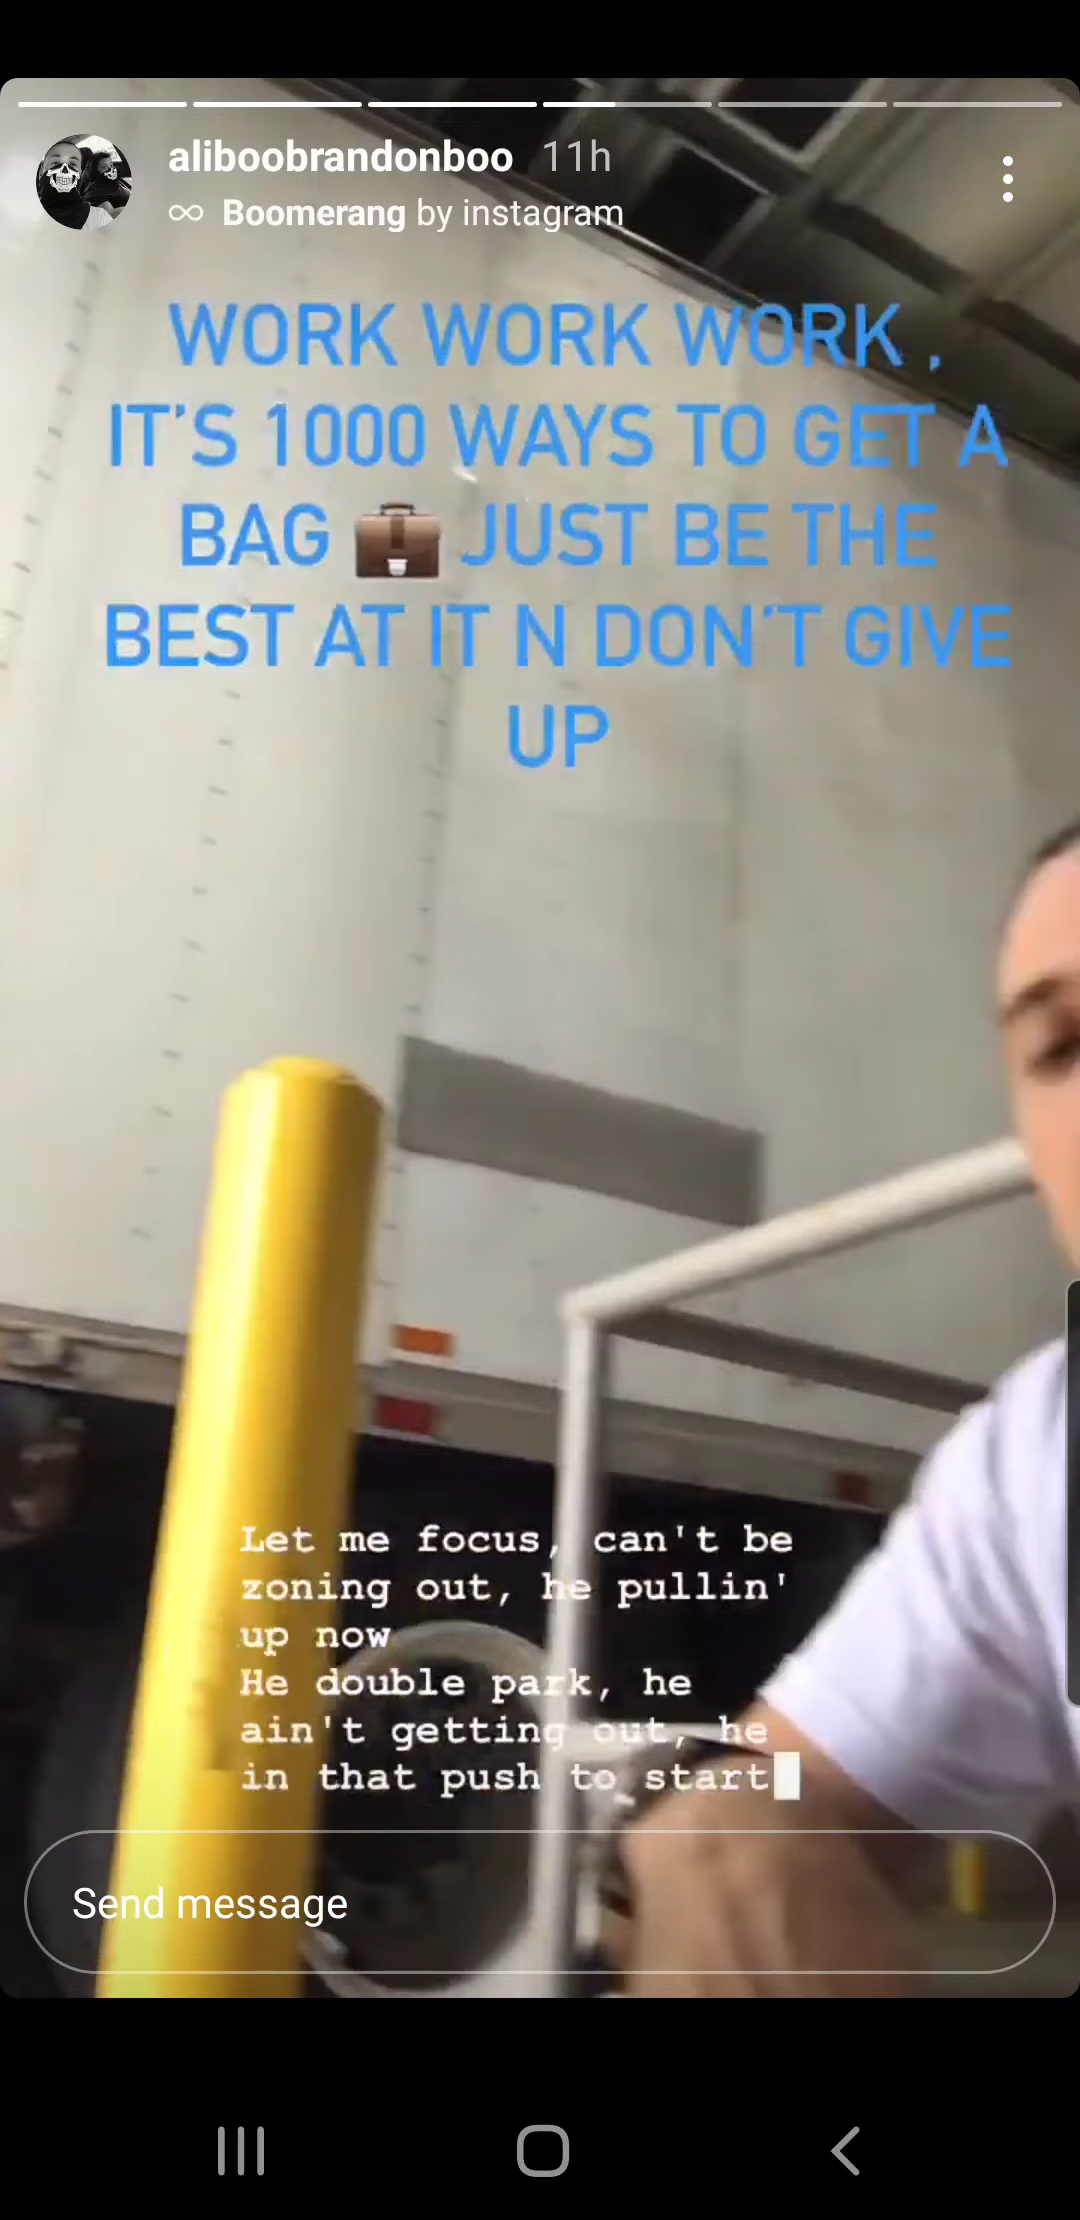 aliboobrandonboo 11h
∞ Boomerang by instagram
WORK WORK WORK ,
IT'S 1000 WAYS TO GET A
BAG 💼 JUST BE THE
BEST AT IT N DON'T GIVE
UP
Let me focus, can't be
zoning out, he pullin'
up now
He double park, he
ain't getting out, he
in that push to start
Send message